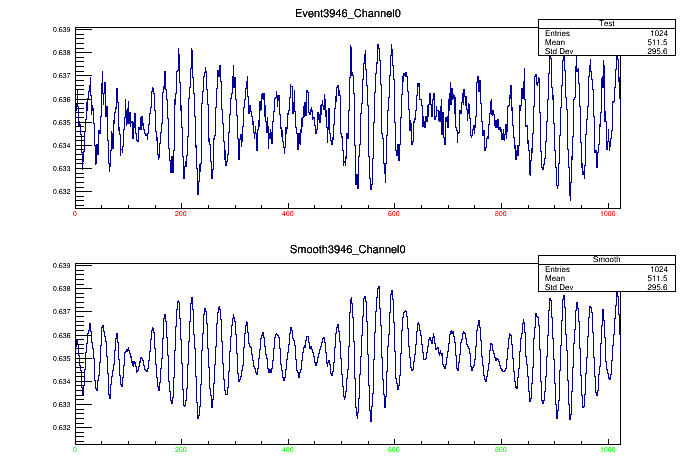 Event3946_Channel0
Test
Entries 1024
Mean 511.5
Std Dev 295.6
0.639
0.638
0.637
0.636
0.635
0.634
0.633
0.632
0 200 400 600 800 1000
Smooth3946_Channel0
Smooth
Entries 1024
Mean 511.5
Std Dev 295.6
0.639
0.638
0.637
0.636
0.635
0.634
0.633
0.632
0 200 400 600 800 1000